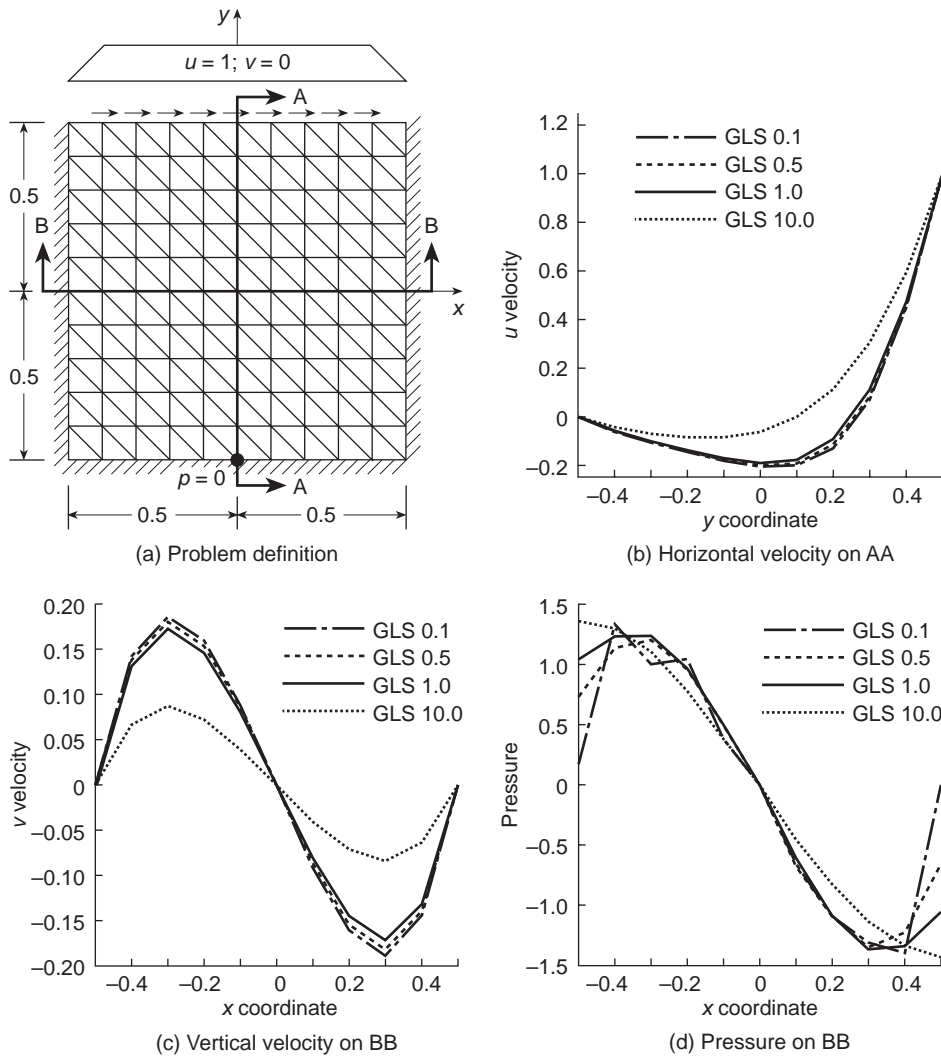 y
u = 1; v = 0
A
0.5
B
B
x
0.5
p = 0
A
0.5
0.5
(a) Problem definition
1.2
1.0
0.8
0.6
0.4
0.2
0
–0.2
u velocity
GLS 0.1
GLS 0.5
GLS 1.0
GLS 10.0
–0.4
–0.2
0
0.2
0.4
y coordinate
(b) Horizontal velocity on AA
0.20
0.15
0.10
0.05
0
–0.05
–0.10
–0.15
–0.20
v velocity
GLS 0.1
GLS 0.5
GLS 1.0
GLS 10.0
–0.4
–0.2
0
0.2
0.4
x coordinate
(c) Vertical velocity on BB
1.5
1.0
0.5
0
–0.5
–1.0
–1.5
Pressure
GLS 0.1
GLS 0.5
GLS 1.0
GLS 10.0
–0.4
–0.2
0
0.2
0.4
x coordinate
(d) Pressure on BB